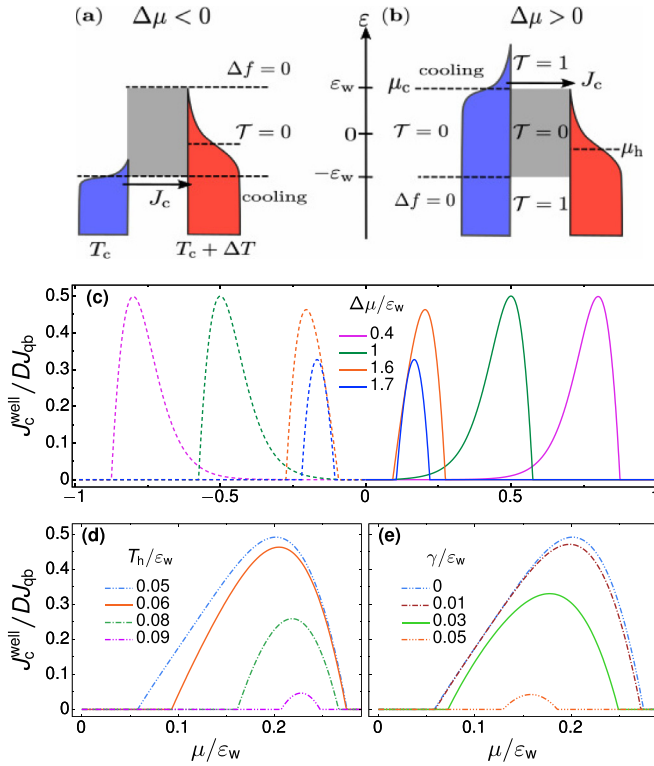 (a) Δμ < 0 ε (b) Δμ > 0
Δf = 0
𝒯 = 0
J_c
cooling
T_c T_c + ΔT
ε_w
0
−ε_w
μ_c cooling 𝒯 = 1 J_c
𝒯 = 0 𝒯 = 0 μ_h
Δf = 0 𝒯 = 1
(c)
J_c^well / DJ_qb
0.5
0.4
0.3
0.2
0.1
0
Δμ/ε_w
0.4
1
1.6
1.7
−1 −0.5 0 0.5 1
(d)
J_c^well / DJ_qb
0.5
0.4
0.3
0.2
0.1
0
T_h/ε_w
0.05
0.06
0.08
0.09
0 0.1 0.2
μ/ε_w
(e)
γ/ε_w
0
0.01
0.03
0.05
0 0.1 0.2
μ/ε_w